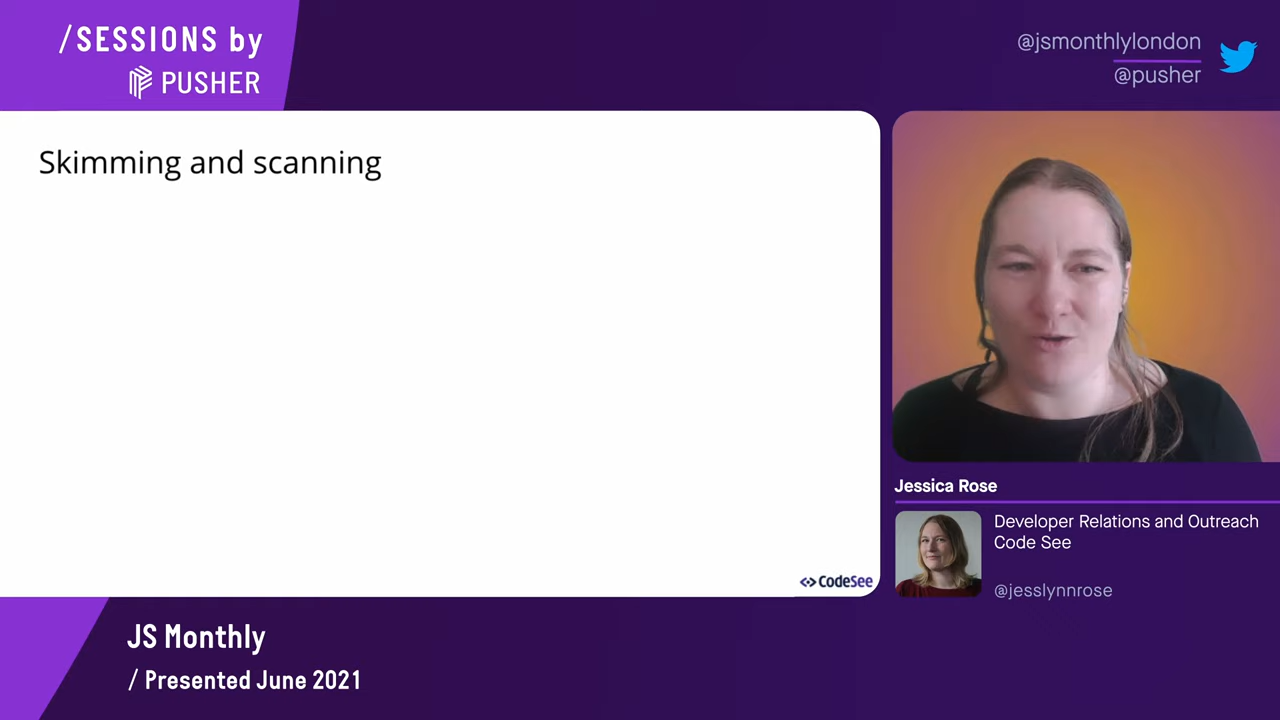 /SESSIONS by
PUSHER
@jsmonthlylondon
@pusher
Skimming and scanning
CodeSee
Jessica Rose
Developer Relations and Outreach
Code See
@jesslynnrose
JS Monthly
/ Presented June 2021